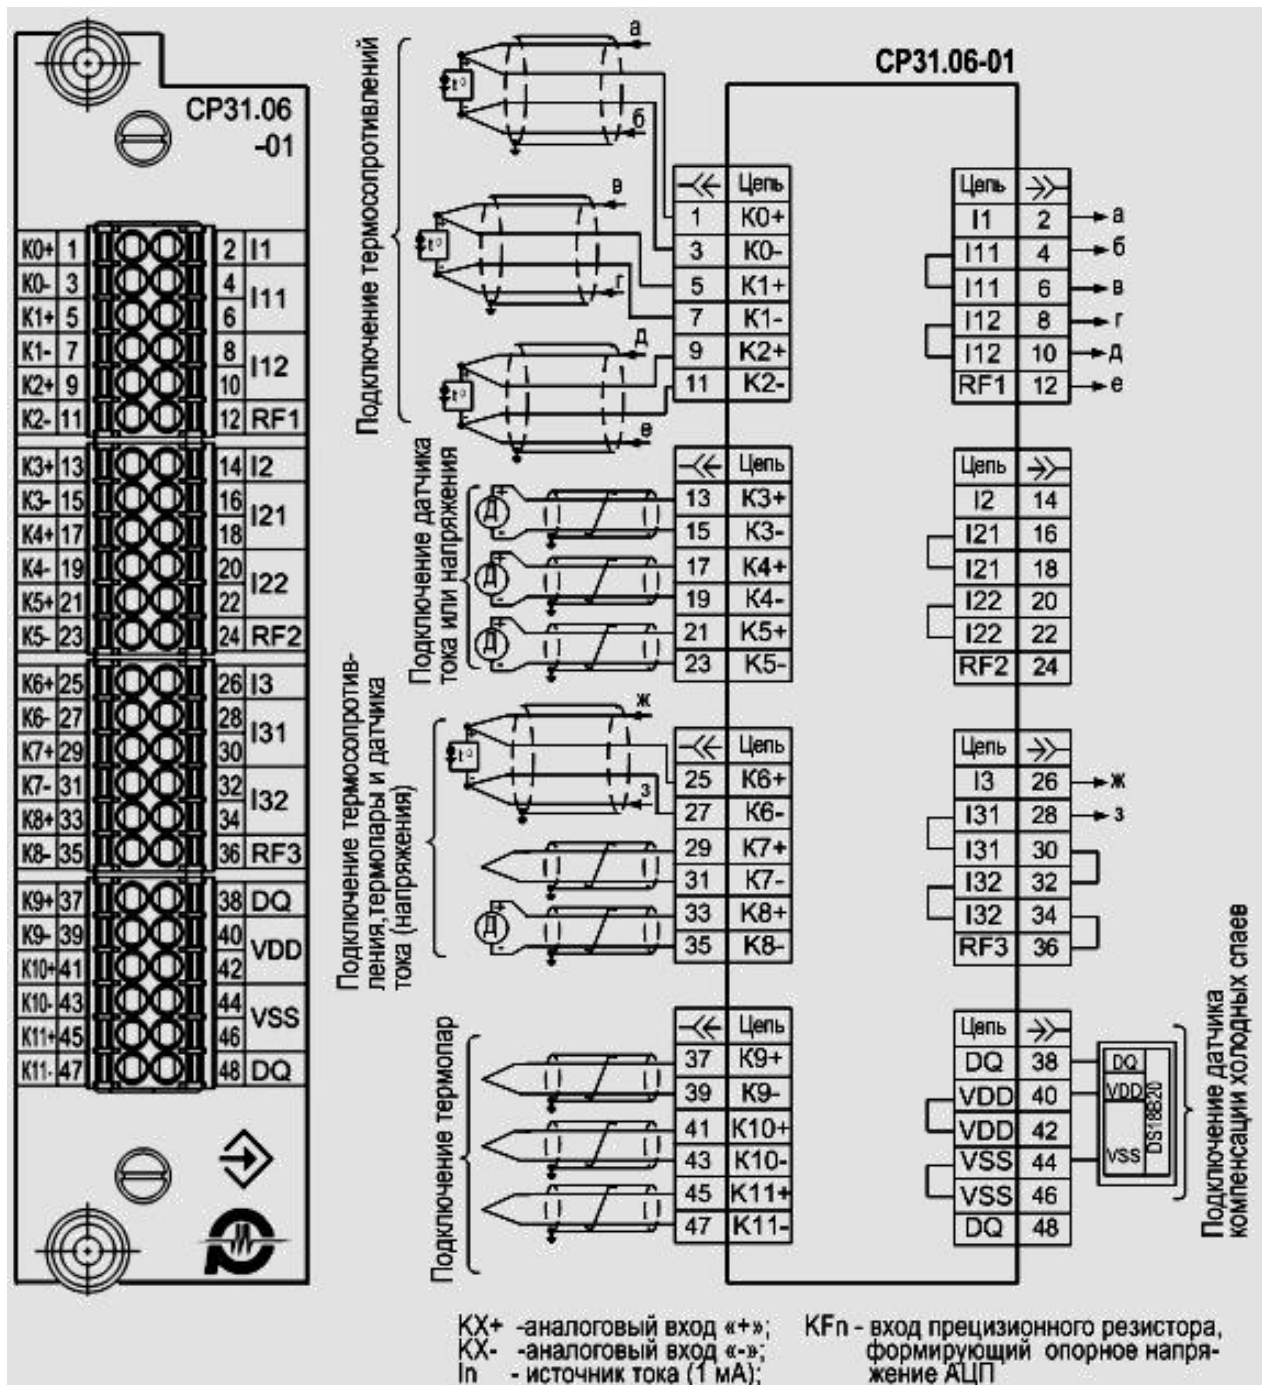 СР31.06
-01
K0+ 1 2 I1
K0- 3 4 I11
K1+ 5 6
K1- 7 8 I12
K2+ 9 10
K2- 11 12 RF1
K3+ 13 14 I2
K3- 15 16 I21
K4+ 17 18
K4- 19 20 I22
K5+ 21 22
K5- 23 24 RF2
K6+ 25 26 I3
K6- 27 28 I31
K7+ 29 30
K7- 31 32 I32
K8+ 33 34
K8- 35 36 RF3
K9+ 37 38 DQ
K9- 39 40 VDD
K10+ 41 42
K10- 43 44 VSS
K11+ 45 46
K11- 47 48 DQ
Подключение термосопротивлений
а
t°
б
в
t°
г
д
t°
е
Подключение датчика
тока или напряжения
Д
Д
Д
Подключение термосопротив-
ления,термопары и датчика
тока (напряжения)
ж
t°
з
Д
Подключение термопар
СР31.06-01
Цепь
1 K0+
3 K0-
5 K1+
7 K1-
9 K2+
11 K2-
Цепь
I1 2 а
I11 4 б
I11 6 в
I12 8 г
I12 10 д
RF1 12 е
Цепь
13 K3+
15 K3-
17 K4+
19 K4-
21 K5+
23 K5-
Цепь
I2 14
I21 16
I21 18
I22 20
I22 22
RF2 24
Цепь
25 K6+
27 K6-
29 K7+
31 K7-
33 K8+
35 K8-
Цепь
I3 26 ж
I31 28 з
I31 30
I32 32
I32 34
RF3 36
Цепь
37 K9+
39 K9-
41 K10+
43 K10-
45 K11+
47 K11-
Цепь
DQ 38
VDD 40
VDD 42
VSS 44
VSS 46
DQ 48
DQ
VDD
VSS
DS18B20
Подключение датчика
компенсации холодных спаев
KX+ -аналоговый вход «+»;
KX- -аналоговый вход «-»;
In - источник тока (1 мА);
KFn - вход прецизионного резистора,
формирующий опорное напря-
жение АЦП